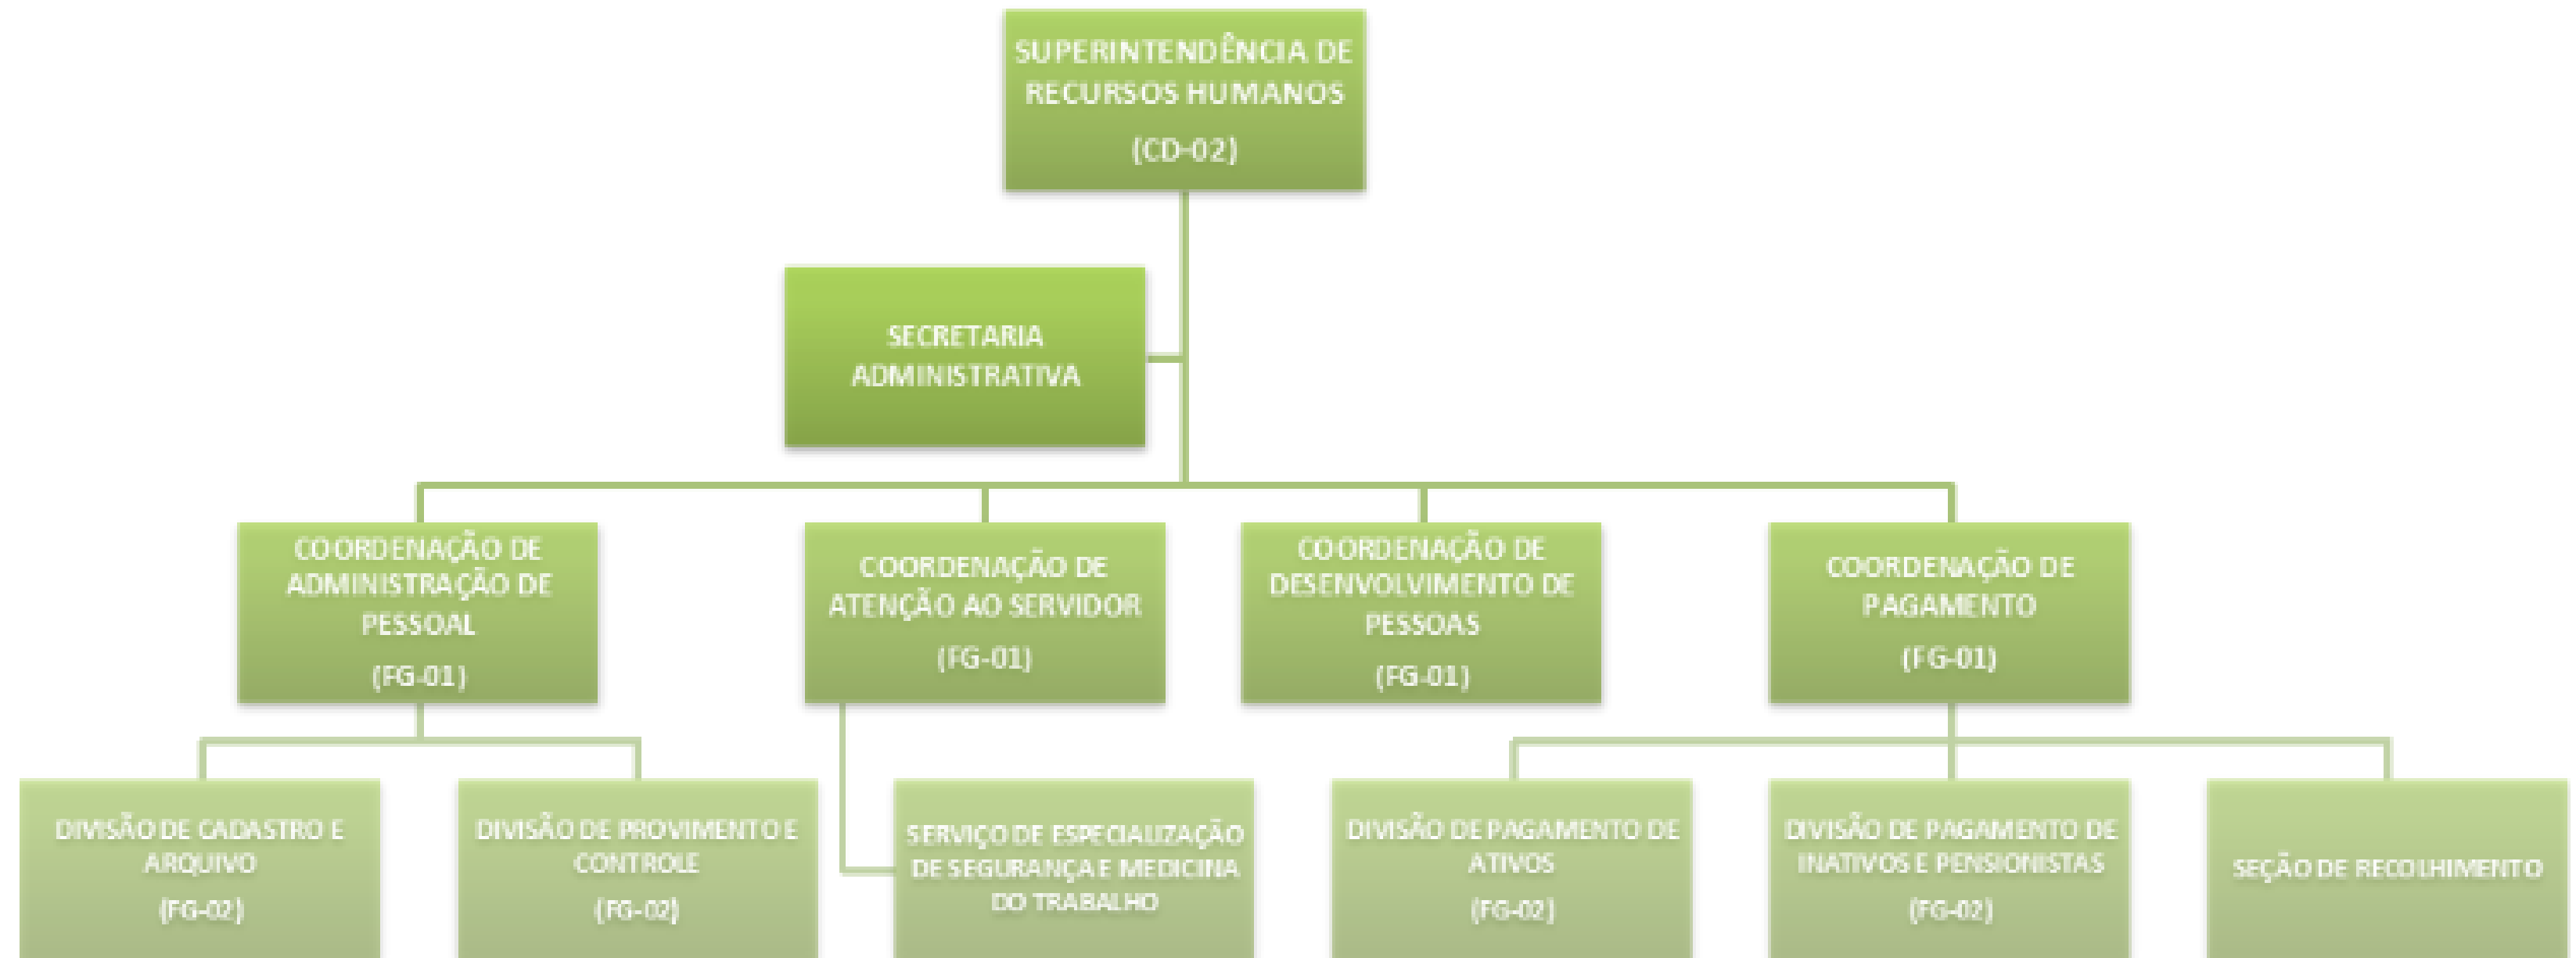 SUPERINTENDÊNCIA DE
RECURSOS HUMANOS
(CD-02)
SECRETARIA
ADMINISTRATIVA
COORDENAÇÃO DE
ADMINISTRAÇÃO DE
PESSOAL
(FG-01)
COORDENAÇÃO DE
ATENÇÃO AO SERVIDOR
(FG-01)
COORDENAÇÃO DE
DESENVOLVIMENTO DE
PESSOAS
(FG-01)
COORDENAÇÃO DE
PAGAMENTO
(FG-01)
DIVISÃO DE CADASTRO E
ARQUIVO
(FG-02)
DIVISÃO DE PROVIMENTO E
CONTROLE
(FG-02)
SERVIÇO DE ESPECIALIZAÇÃO
DE SEGURANÇA E MEDICINA
DO TRABALHO
DIVISÃO DE PAGAMENTO DE
ATIVOS
(FG-02)
DIVISÃO DE PAGAMENTO DE
INATIVOS E PENSIONISTAS
(FG-02)
SEÇÃO DE RECOLHIMENTO